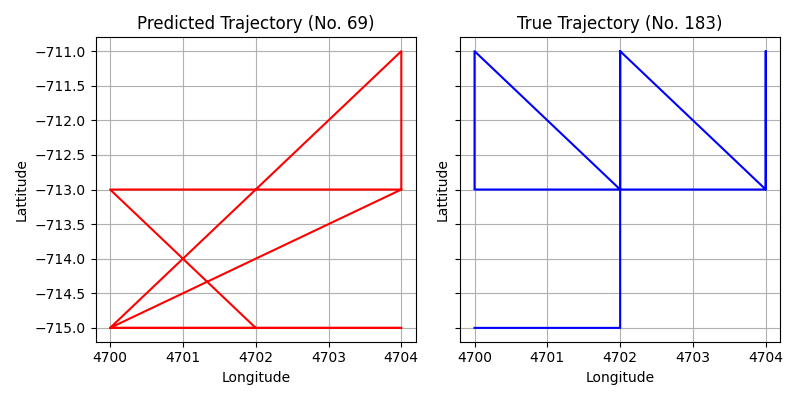 Predicted Trajectory (No. 69)
True Trajectory (No. 183)
−711.0
−711.5
−712.0
−712.5
−713.0
−713.5
−714.0
−714.5
−715.0
Lattitude
Lattitude
4700 4701 4702 4703 4704
4700 4701 4702 4703 4704
Longitude
Longitude